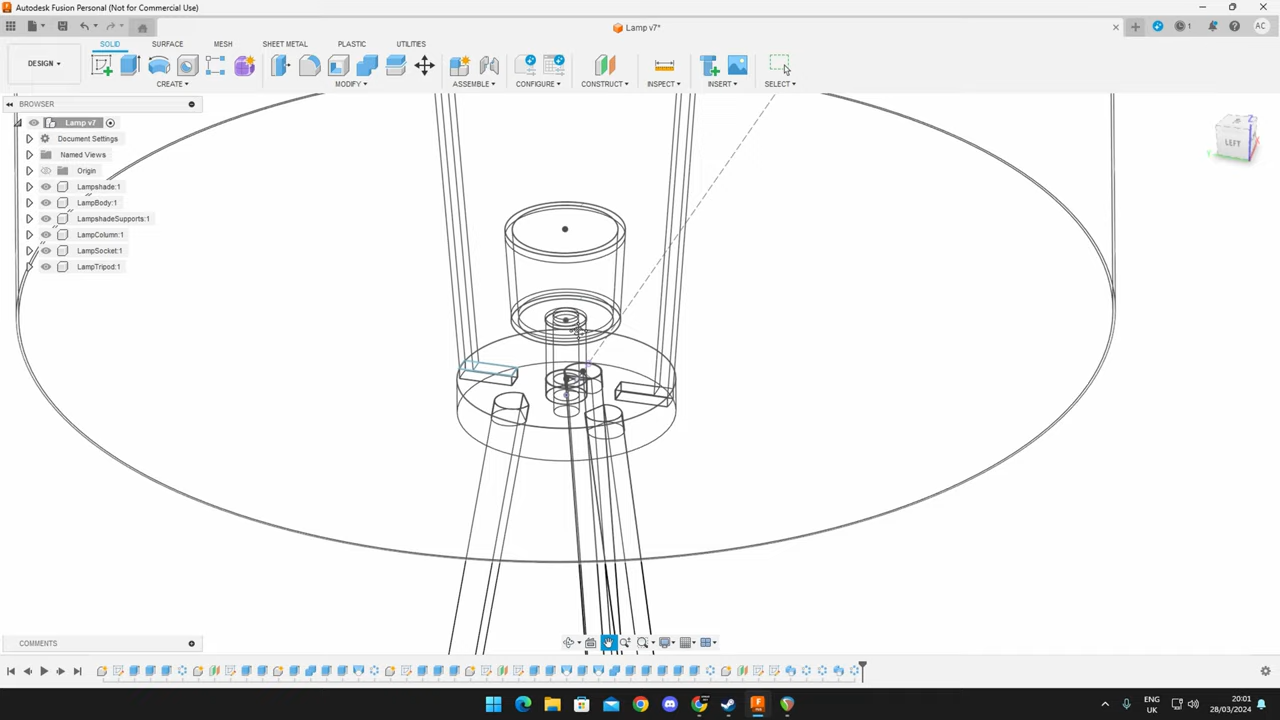 Autodesk Fusion Personal (Not for Commercial Use)
Lamp v7*
1
AC
SOLID SURFACE MESH SHEET METAL PLASTIC UTILITIES
DESIGN
CREATE MODIFY ASSEMBLE CONFIGURE CONSTRUCT INSPECT INSERT SELECT
BROWSER
Lamp v7
Document Settings
Named Views
Origin
Lampshade:1
LampBody:1
LampshadeSupports:1
LampColumn:1
LampSocket:1
LampTripod:1
Z
LEFT
Y
COMMENTS
ENG
UK
20:01
28/03/2024